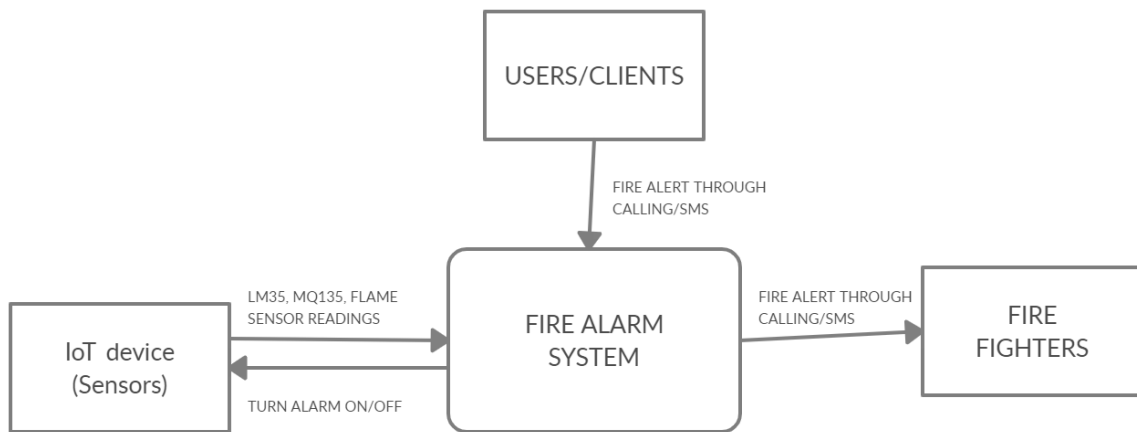 USERS/CLIENTS
FIRE ALERT THROUGH
CALLING/SMS
LM35, MQ135, FLAME
SENSOR READINGS
IoT device
(Sensors)
TURN ALARM ON/OFF
FIRE ALARM
SYSTEM
FIRE ALERT THROUGH
CALLING/SMS
FIRE
FIGHTERS